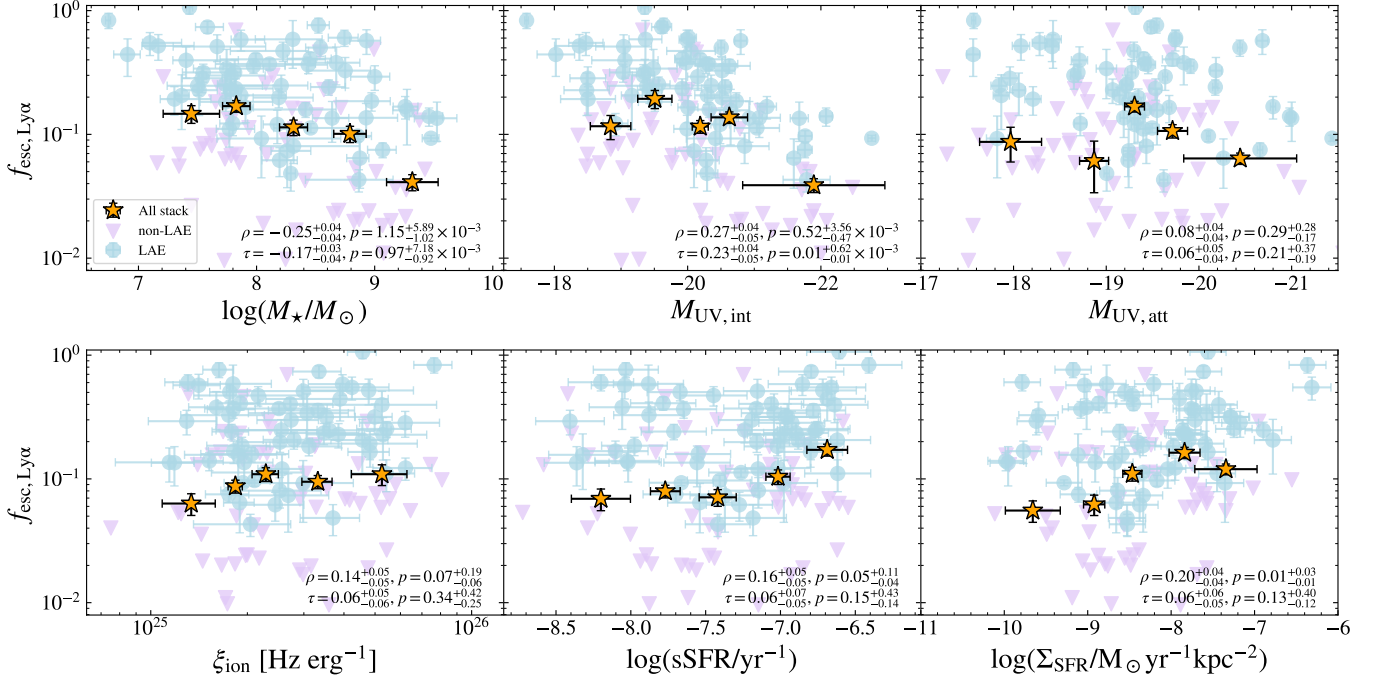 10⁰
10⁻¹
10⁻²
f_esc,Lyα
All stack
non-LAE
LAE
ρ = −0.25^{+0.04}_{−0.04}, p = 1.15^{+5.89}_{−1.02} × 10⁻³
τ = −0.17^{+0.03}_{−0.04}, p = 0.97^{+7.18}_{−0.92} × 10⁻³
7 8 9 10
log(M⋆/M⊙)
ρ = 0.27^{+0.04}_{−0.05}, p = 0.52^{+3.56}_{−0.47} × 10⁻³
τ = 0.23^{+0.04}_{−0.05}, p = 0.01^{+0.62}_{−0.01} × 10⁻³
−18 −20 −22
M_UV,int
ρ = 0.08^{+0.04}_{−0.04}, p = 0.29^{+0.28}_{−0.17}
τ = 0.06^{+0.05}_{−0.04}, p = 0.21^{+0.37}_{−0.19}
−17 −18 −19 −20 −21
M_UV,att
10⁰
10⁻¹
10⁻²
f_esc,Lyα
ρ = 0.14^{+0.05}_{−0.05}, p = 0.07^{+0.19}_{−0.06}
τ = 0.06^{+0.05}_{−0.06}, p = 0.34^{+0.42}_{−0.25}
10²⁵ 10²⁶
ξ_ion [Hz erg⁻¹]
ρ = 0.16^{+0.05}_{−0.05}, p = 0.05^{+0.11}_{−0.04}
τ = 0.06^{+0.07}_{−0.05}, p = 0.15^{+0.43}_{−0.14}
−8.5 −8.0 −7.5 −7.0 −6.5
log(sSFR/yr⁻¹)
ρ = 0.20^{+0.04}_{−0.04}, p = 0.01^{+0.03}_{−0.01}
τ = 0.06^{+0.06}_{−0.05}, p = 0.13^{+0.40}_{−0.12}
−11 −10 −9 −8 −7 −6
log(Σ_SFR/M⊙ yr⁻¹kpc⁻²)